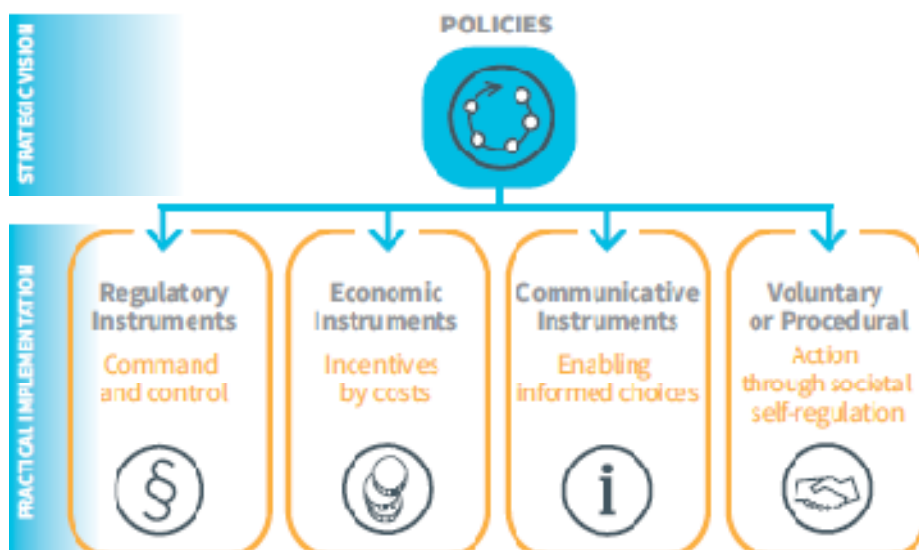 STRATEGIC VISION
POLICIES
PRACTICAL IMPLEMENTATION
Regulatory
Instruments
Command
and control
§
Economic
Instruments
Incentives
by costs
Communicative
Instruments
Enabling
informed choices
i
Voluntary
or Procedural
Action
through societal
self-regulation